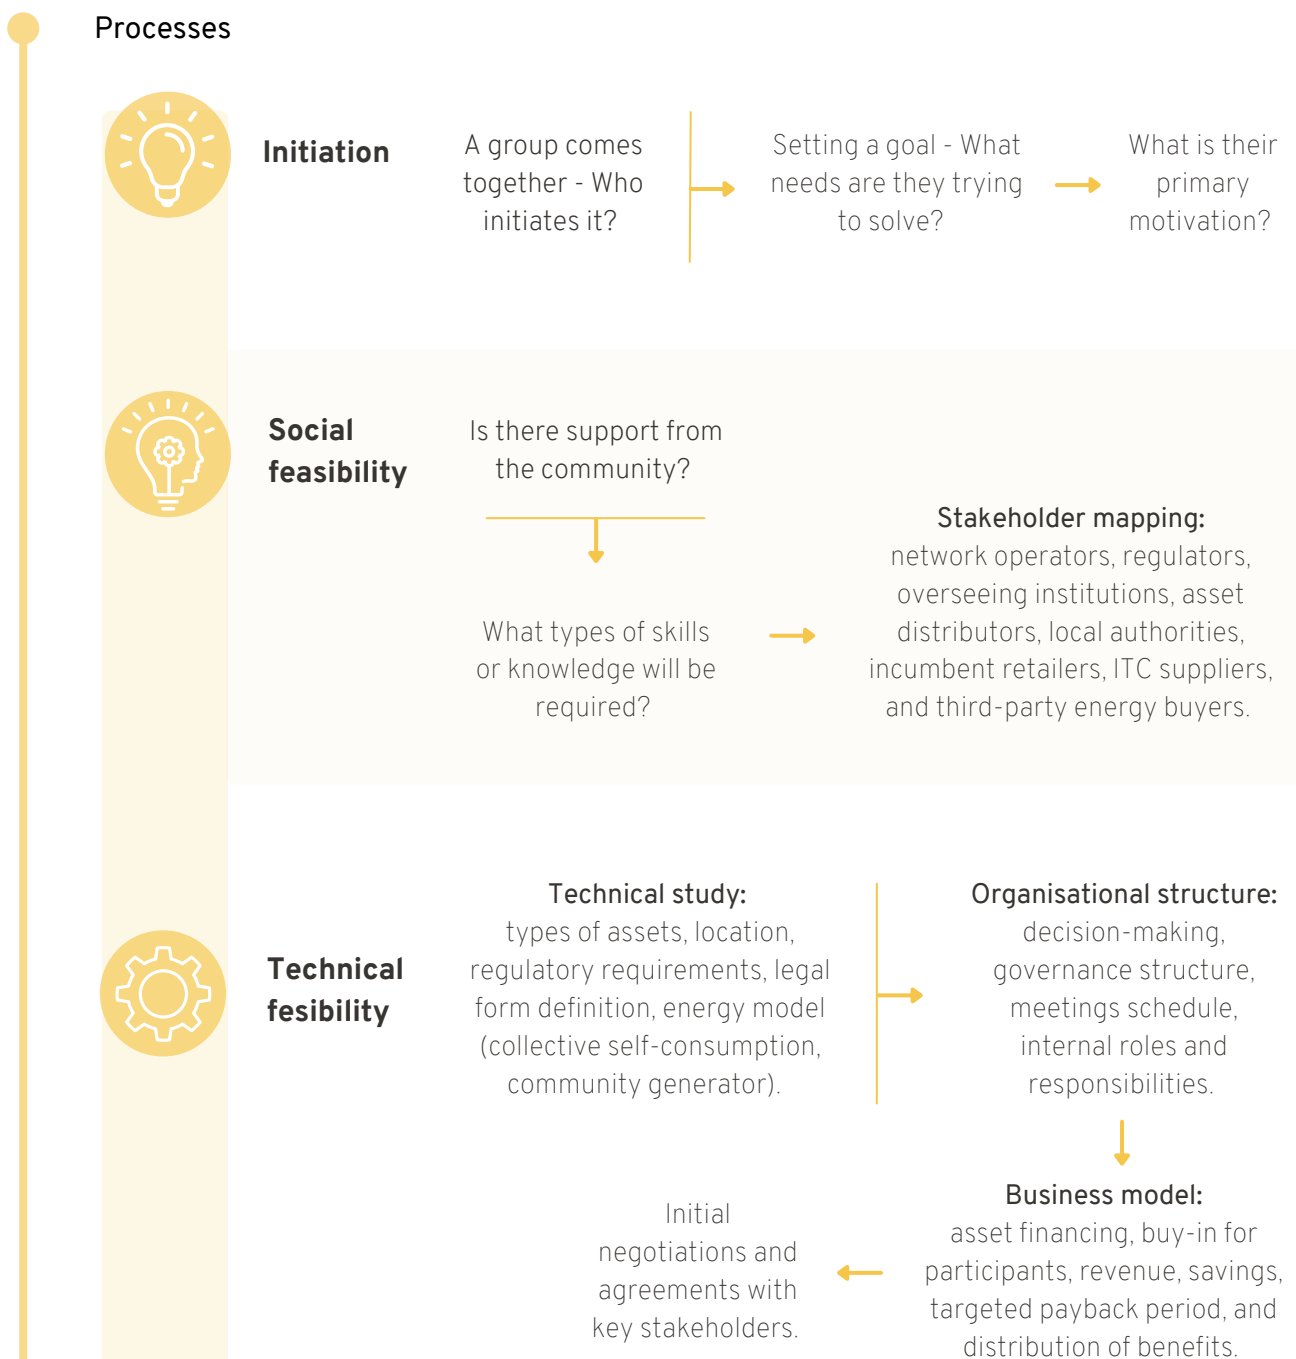 Processes
Initiation
A group comes
together - Who
initiates it?
Setting a goal - What
needs are they trying
to solve?
What is their
primary
motivation?
Social
feasibility
Is there support from
the community?
What types of skills
or knowledge will be
required?
Stakeholder mapping:
network operators, regulators,
overseeing institutions, asset
distributors, local authorities,
incumbent retailers, ITC suppliers,
and third-party energy buyers.
Technical
fesibility
Technical study:
types of assets, location,
regulatory requirements, legal
form definition, energy model
(collective self-consumption,
community generator).
Organisational structure:
decision-making,
governance structure,
meetings schedule,
internal roles and
responsibilities.
Business model:
asset financing, buy-in for
participants, revenue, savings,
targeted payback period, and
distribution of benefits.
Initial
negotiations and
agreements with
key stakeholders.